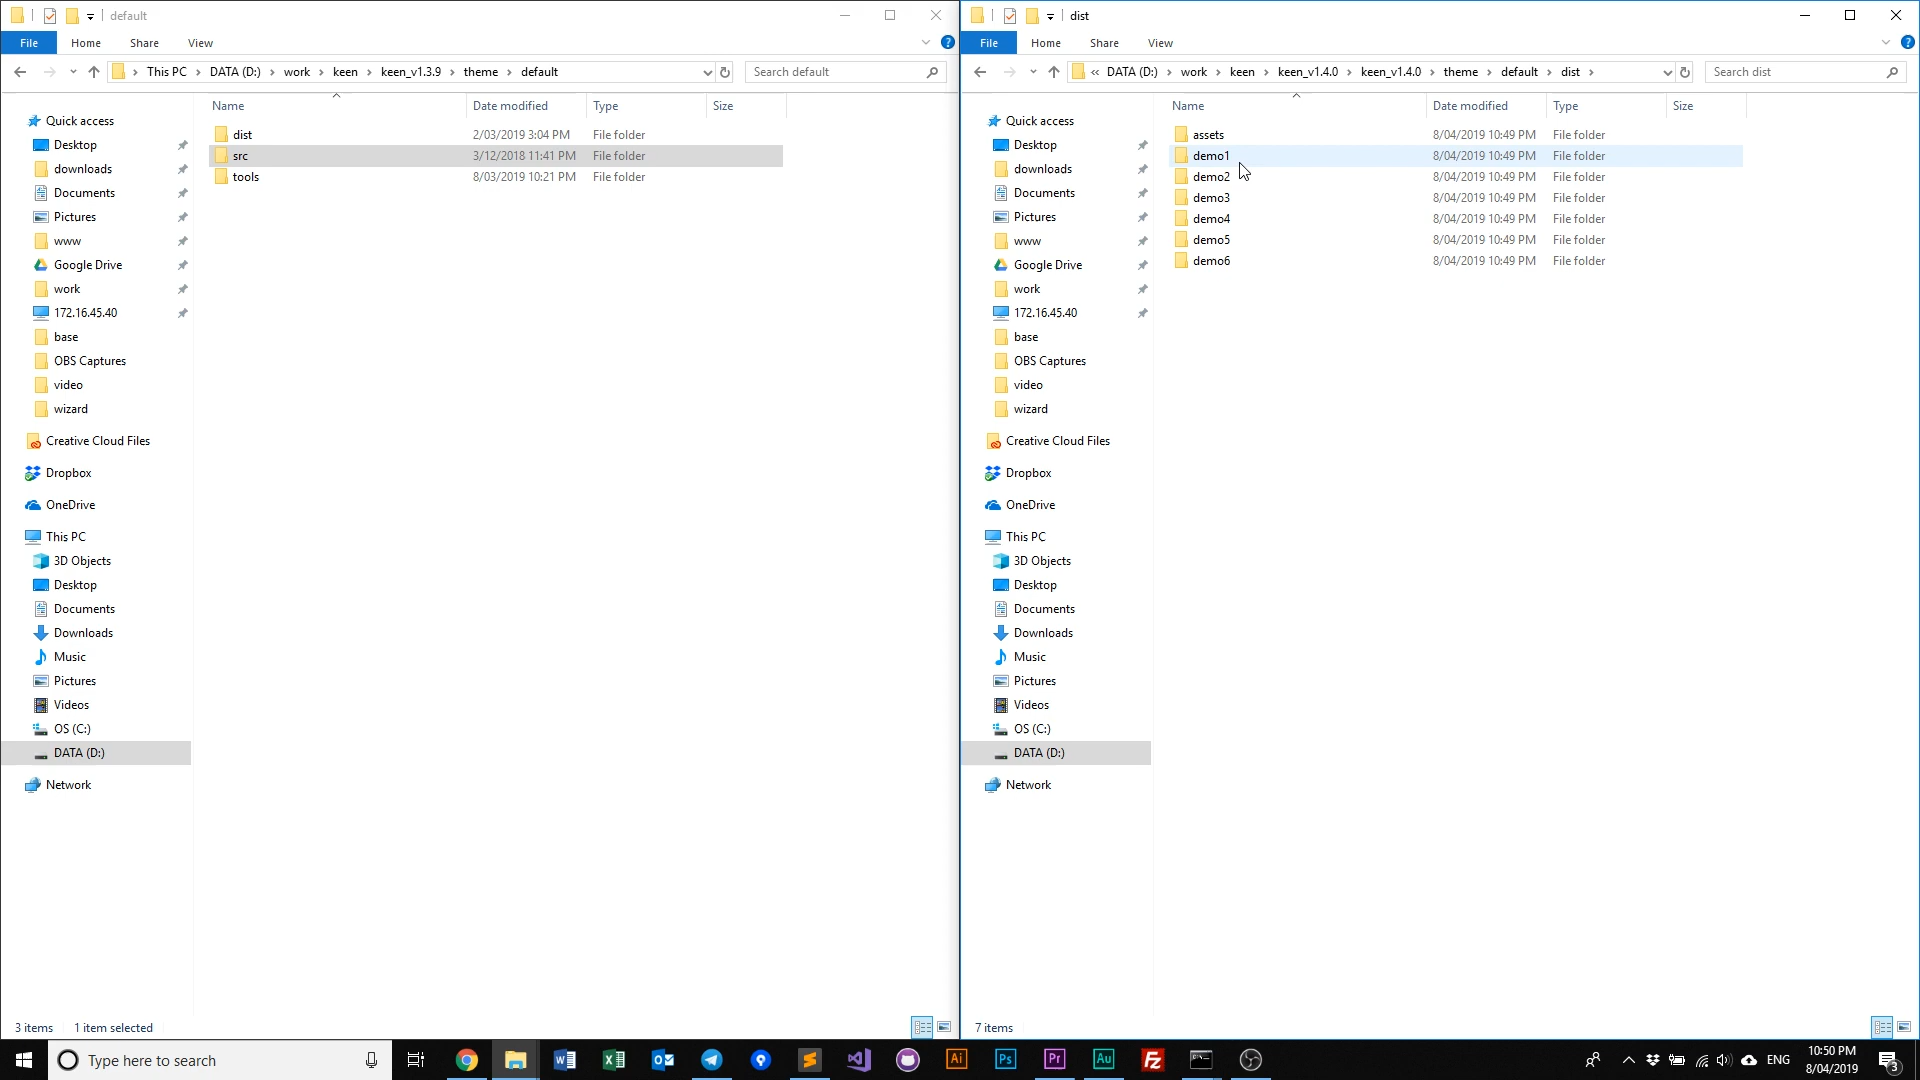 default
File
Home
Share
View
This PC
DATA (D:)
work
keen
keen_v1.3.9
theme
default
Search default
Name
Date modified
Type
Size
dist
2/03/2019 3:04 PM
File folder
src
3/12/2018 11:41 PM
File folder
tools
8/03/2019 10:21 PM
File folder
Quick access
Desktop
downloads
Documents
Pictures
www
Google Drive
work
172.16.45.40
base
OBS Captures
video
wizard
Creative Cloud Files
Dropbox
OneDrive
This PC
3D Objects
Desktop
Documents
Downloads
Music
Pictures
Videos
OS (C:)
DATA (D:)
Network
3 items
1 item selected
dist
File
Home
Share
View
« DATA (D:)
work
keen
keen_v1.4.0
keen_v1.4.0
theme
default
dist
Search dist
Name
Date modified
Type
Size
assets
8/04/2019 10:49 PM
File folder
demo1
8/04/2019 10:49 PM
File folder
demo2
8/04/2019 10:49 PM
File folder
demo3
8/04/2019 10:49 PM
File folder
demo4
8/04/2019 10:49 PM
File folder
demo5
8/04/2019 10:49 PM
File folder
demo6
8/04/2019 10:49 PM
File folder
Quick access
Desktop
downloads
Documents
Pictures
www
Google Drive
work
172.16.45.40
base
OBS Captures
video
wizard
Creative Cloud Files
Dropbox
OneDrive
This PC
3D Objects
Desktop
Documents
Downloads
Music
Pictures
Videos
OS (C:)
DATA (D:)
Network
7 items
Type here to search
Ai
Ps
Pr
Au
Fz
ENG
10:50 PM
8/04/2019
3